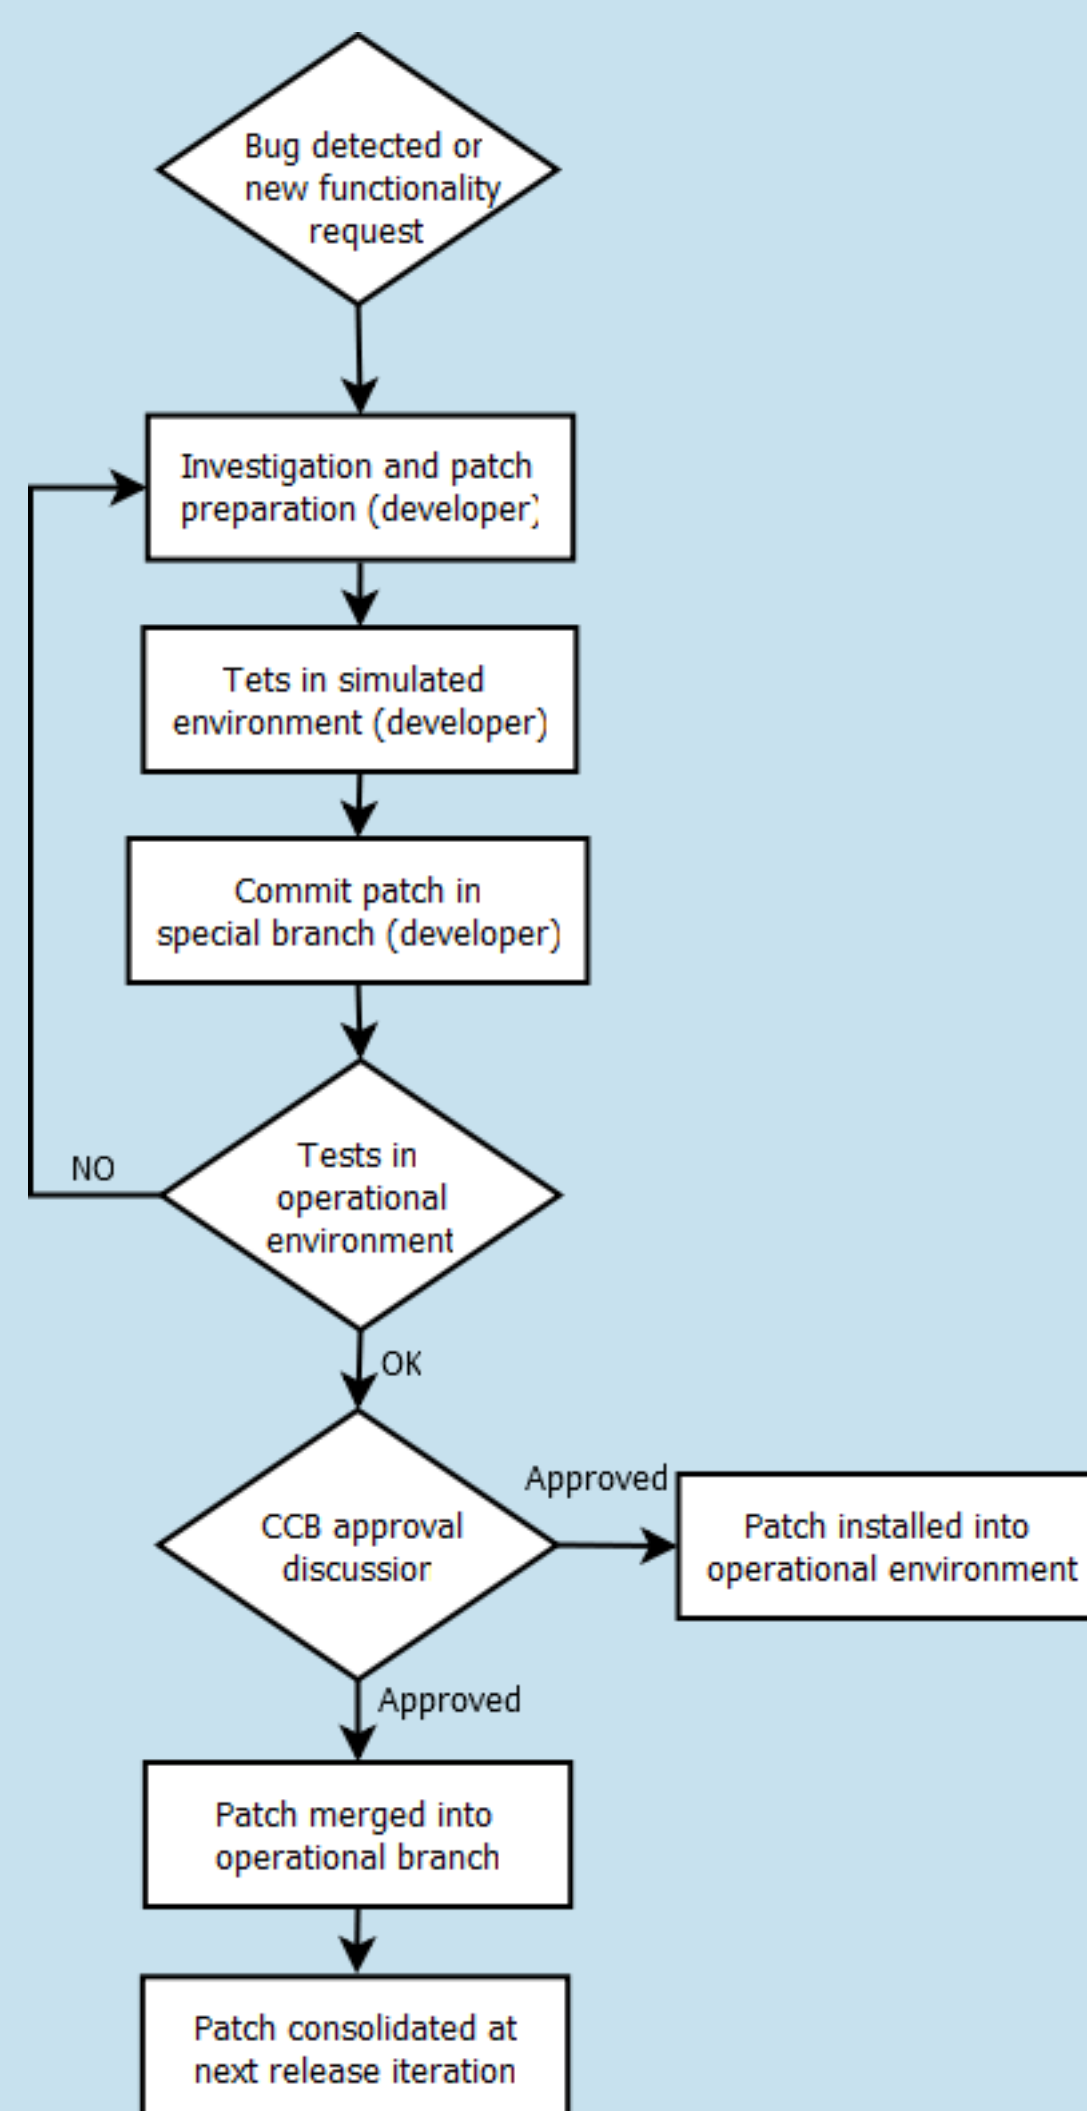 Bug detected or
new functionality
request
Investigation and patch
preparation (developer)
Tets in simulated
environment (developer)
Commit patch in
special branch (developer)
Tests in
operational
environment
NO
OK
CCB approval
discussior
Approved
Patch installed into
operational environment
Approved
Patch merged into
operational branch
Patch consolidated at
next release iteration